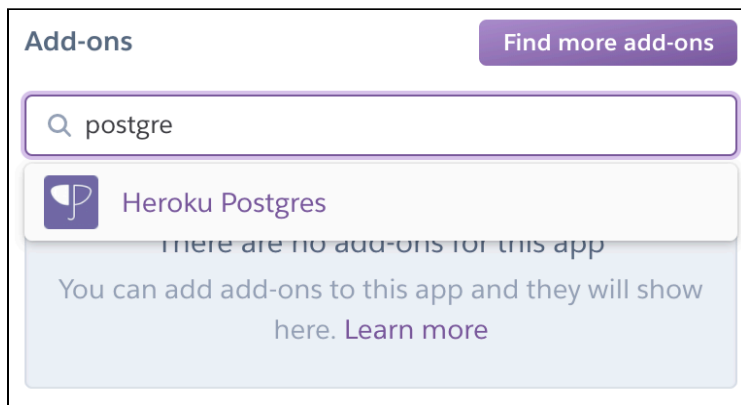 Add-ons
Find more add-ons
postgre
Heroku Postgres
There are no add-ons for this app
You can add add-ons to this app and they will show
here. Learn more